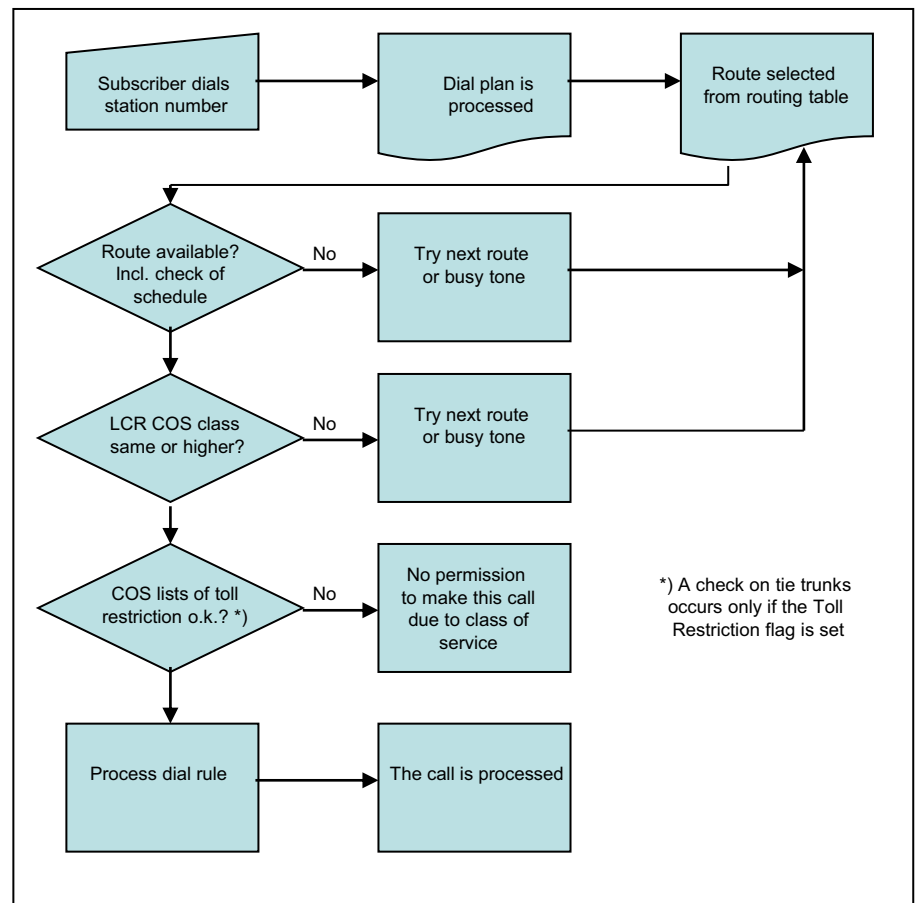 Subscriber dials
station number
Dial plan is
processed
Route selected
from routing table
Route available?
Incl. check of
schedule
No
Try next route
or busy tone
LCR COS class
same or higher?
No
Try next route
or busy tone
COS lists of toll
restriction o.k.? *)
No
No permission
to make this call
due to class of
service
*) A check on tie trunks
occurs only if the Toll
Restriction flag is set
Process dial rule
The call is processed